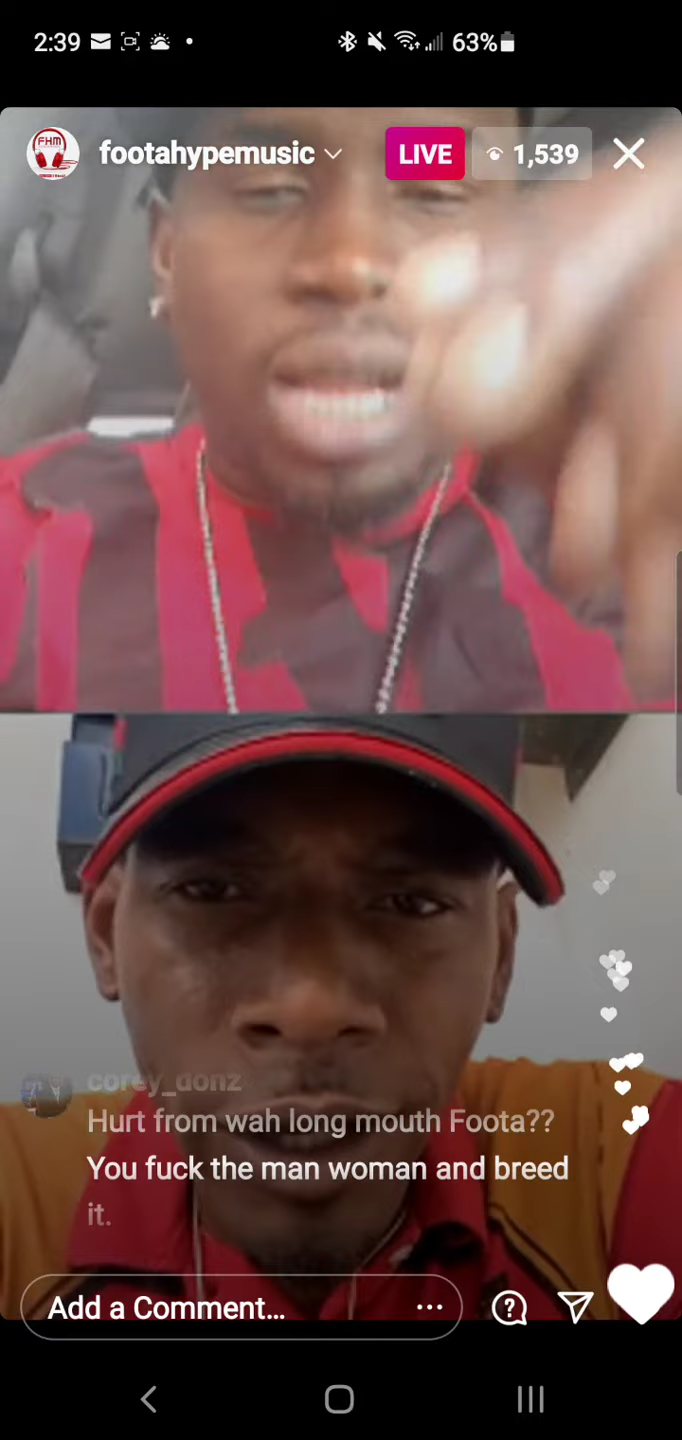 2:39
63%
FHM
footahypemusic
LIVE
1,539
corey_donz
Hurt from wah long mouth Foota??
You fuck the man woman and breed
it.
Add a Comment...